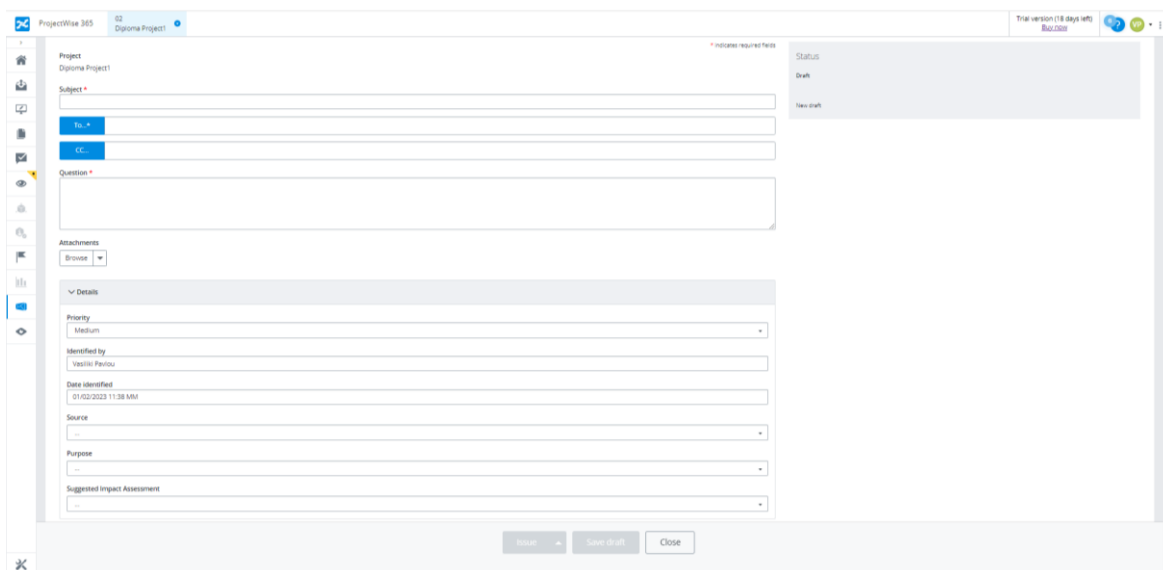 ProjectWise 365
02
Diploma Project1
Trial version (18 days left)
Buy now
?
VP
* indicates required fields
Project
Diploma Project1
Subject *
To...*
CC...
Question *
Attachments
Browse
Details
Priority
Medium
Identified by
Vasiliki Pavlou
Date identified
01/02/2023 11:38 MM
Source
...
Purpose
...
Suggested Impact Assessment
...
Status
Draft
New draft
Issue
Save draft
Close